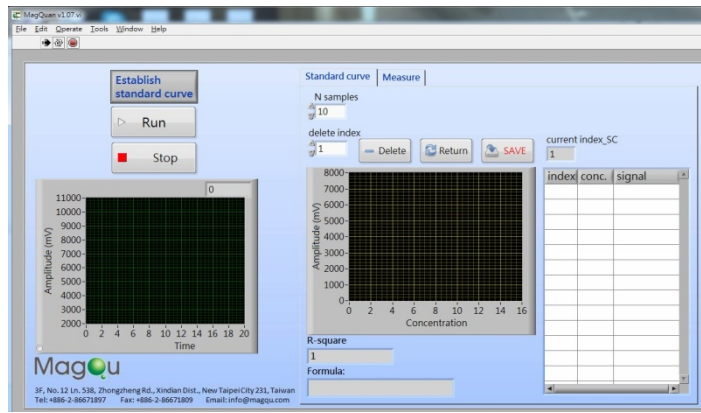 MagQuan v1.07.vi
File Edit Operate Tools Window Help
Establish
standard curve
Run
Stop
0
11000
10000
9000
8000
7000
6000
5000
4000
3000
2000
Amplitude (mV)
0 2 4 6 8 10 12 14 16 18 20
Time
MagQu
3F, No. 12 Ln. 538, Zhongzheng Rd., Xindian Dist., New Taipei City 231, Taiwan
Tel: +886-2-86671897 Fax: +886-2-86671809 Email: info@magqu.com
Standard curve Measure
N samples
10
delete index
1 Delete Return SAVE
current index_SC
1
8000
7000
6000
5000
4000
3000
2000
1000
0
Amplitude (mV)
0 2 4 6 8 10 12 14 16
Concentration
index conc. signal
R-square
1
Formula: